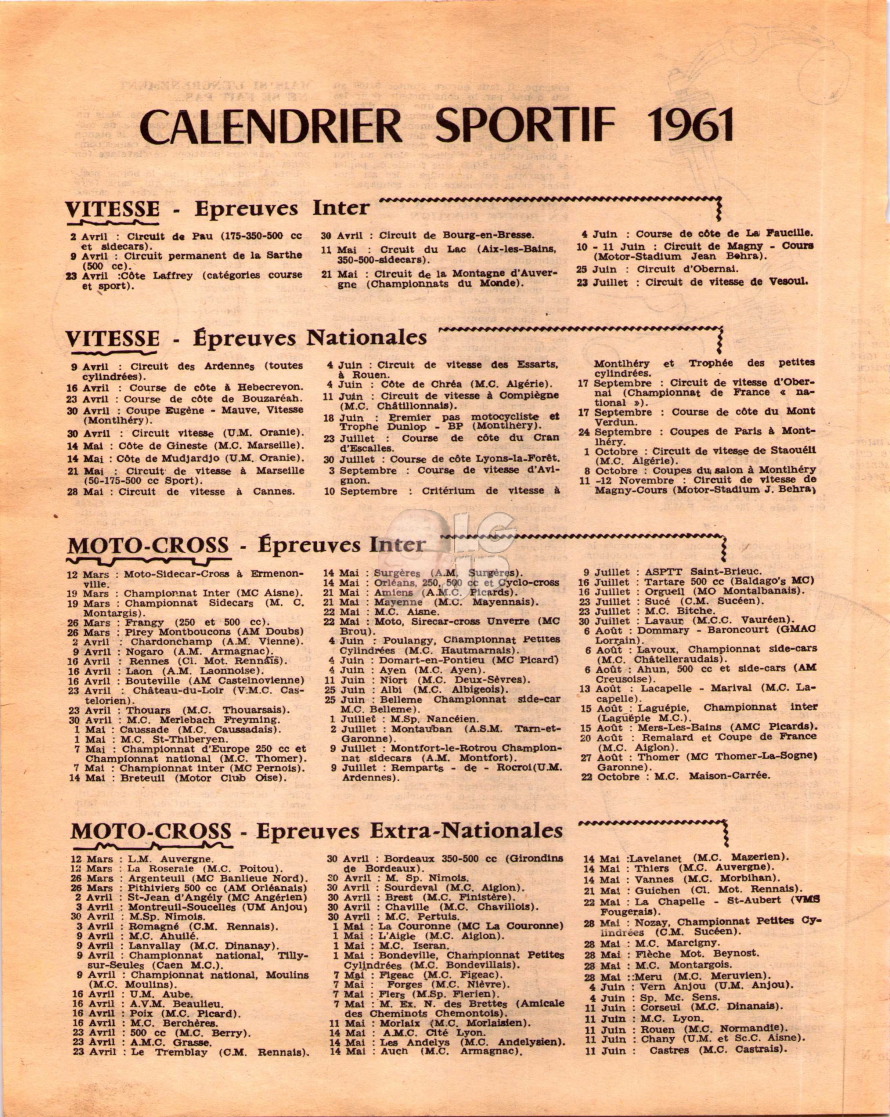 CALENDRIER SPORTIF 1961
VITESSE - Epreuves Inter
2 Avril : Circuit de Pau (175-350-500 cc
et sidecars).
9 Avril : Circuit permanent de la Sarthe
(500 cc).
23 Avril :Côte Laffrey (catégories course
et sport).
30 Avril : Circuit de Bourg-en-Bresse.
11 Mai : Crcuit du Lac (Aix-les-Bains,
350-500-sidecars).
21 Mai : Circuit de la Montagne d'Auver-
gne (Championnats du Monde).
4 Juin : Course de côte de La Faucille.
10 - 11 Juin : Circuit de Magny - Cours
(Motor-Stadium Jean Behra).
25 Juin : Circuit d'Obernai.
23 Juillet : Circuit de vitesse de Vesoul.
VITESSE - Épreuves Nationales
9 Avril : Circuit des Ardennes (toutes
cylindrées).
16 Avril : Course de côte à Hebecrevon.
23 Avril : Course de côte de Bouzaréah.
30 Avril : Coupe Eugène - Mauve, Vitesse
(Montlhéry).
30 Avril : Circuit vitesse (U.M. Oranie).
14 Mai : Côte de Gineste (M.C. Marseille).
14 Mai : Côte de Mudjardjo (U.M. Oranie).
21 Mai : Circuit de vitesse à Marseille
(50-175-500 cc Sport).
28 Mai : Circuit de vitesse à Cannes.
4 Juin : Circuit de vitesse des Essarts,
à Rouen.
4 Juin : Côte de Chréa (M.C. Algérie).
11 Juin : Circuit de vitesse à Compiègne
(M.C. Châtillonnais).
18 Juin : Premier pas motocycliste et
Trophe Dunlop - BP (Montlhéry).
23 Juillet : Course de côte du Cran
d'Escalles.
30 Juillet : Course de côte Lyons-la-Forêt.
3 Septembre : Course de vitesse d'Avi-
gnon.
10 Septembre : Critérium de vitesse à
Montlhéry et Trophée des petites
cylindrées.
17 Septembre : Circuit de vitesse d'Ober-
nai (Championnat de France « na-
tional »).
17 Septembre : Course de côte du Mont
Verdun.
24 Septembre : Coupes de Paris à Mont-
lhéry.
1 Octobre : Circuit de vitesse de Staouéli
(M.C. Algérie).
8 Octobre : Coupes du salon à Montlhéry
11 -12 Novembre : Circuit de vitesse de
Magny-Cours (Motor-Stadium J. Behra)
MOTO-CROSS - Épreuves Inter
12 Mars : Moto-Sidecar-Cross à Ermenon-
ville.
19 Mars : Championnat Inter (MC Aisne).
19 Mars : Championnat Sidecars (M. C.
Montargis).
26 Mars : Frangy (250 et 500 cc).
26 Mars : Pirey Montboucons (AM Doubs)
2 Avril : Chardonchamp (A.M. Vienne).
9 Avril : Nogaro (A.M. Armagnac).
16 Avril : Rennes (Cl. Mot. Rennais).
16 Avril : Laon (A.M. Laonnoise).
16 Avril : Bouteville (AM Castelnovienne)
23 Avril : Château-du-Loir (V.M.C. Cas-
telorien).
23 Avril : Thouars (M.C. Thouarsais).
30 Avril : M.C. Merlebach Freyming.
1 Mai : Caussade (M.C. Caussadais).
1 Mai : M.C. St-Thiberyen.
7 Mai : Championnat d'Europe 250 cc et
Championnat national (M.C. Thomer).
7 Mai : Championnat inter (MC Pernois).
14 Mai : Breteuil (Motor Club Oise).
14 Mai : Surgères (A.M. Surgères).
14 Mai : Orléans, 250, 500 cc et Cyclo-cross
21 Mai : Amiens (A.M.C. Picards).
21 Mai : Mayenne (M.C. Mayennais).
22 Mai : M.C. Aisne.
22 Mai : Moto, Sirecar-cross Unverre (MC
Brou).
4 Juin : Poulangy, Championnat Petites
Cylindrées (M.C. Hautmarnais).
4 Juin : Domart-en-Pontieu (MC Picard)
4 Juin : Ayen (M.C. Ayen).
11 Juin : Niort (M.C. Deux-Sèvres).
25 Juin : Albi (M.C. Albigeois).
25 Juin : Belleme Championnat side-car
M.C. Belleme).
1 Juillet : M.Sp. Nancéien.
2 Juillet : Montauban (A.S.M. Tarn-et-
Garonne).
9 Juillet : Montfort-le-Rotrou Champion-
nat sidecars (A.M. Montfort).
9 Juillet : Remparts - de - Rocroi(U.M.
Ardennes).
9 Juillet : ASPTT Saint-Brieuc.
16 Juillet : Tartare 500 cc (Baldago's MC)
16 Juillet : Orgueil (MO Montalbanais).
23 Juillet : Sucé (C.M. Sucéen).
23 Juillet : M.C. Bitche.
30 Juillet : Lavaur (M.C.C. Vauréen).
6 Août : Dommary - Baroncourt (GMAC
Lorrain).
6 Août : Lavoux, Championnat side-cars
(M.C. Châtelleraudais).
6 Août : Ahun, 500 cc et side-cars (AM
Creusoise).
13 Août : Lacapelle - Marival (M.C. La-
capelle).
15 Août : Laguépie, Championnat inter
(Laguëpie M.C.).
15 Août : Mers-Les-Bains (AMC Picards).
20 Août : Remalard et Coupe de France
(M.C. Aiglon).
27 Août : Thomer (MC Thomer-La-Sogne)
Garonne).
22 Octobre : M.C. Maison-Carrée.
MOTO-CROSS - Epreuves Extra-Nationales
12 Mars : L.M. Auvergne.
12 Mars : La Roseraie (M.C. Poitou).
26 Mars : Argenteuil (MC Banlieue Nord).
26 Mars : Pithiviers 500 cc (AM Orléanais)
2 Avril : St-Jean d'Angély (MC Angérien)
3 Avril : Montreuil-Soucelles (UM Anjou)
30 Avril : M.Sp. Nimois.
3 Avril : Romagné (C.M. Rennais).
9 Avril : M.C. Ahuillé.
9 Avril : Lanvallay (M.C. Dinanay).
9 Avril : Championnat national, Tilly-
sur-Seules (Caen M.C.).
9 Avril : Championnat national, Moulins
(M.C. Moulins).
16 Avril : U.M. Aube.
16 Avril : A.V.M. Beaulieu.
16 Avril : Poix (M.C. Picard).
16 Avril : M.C. Berchères.
23 Avril : 500 cc (M.C. Berry).
23 Avril : A.M.C. Grasse.
23 Avril : Le Tremblay (C.M. Rennais).
30 Avril : Bordeaux 350-500 cc (Girondins
de Bordeaux).
30 Avril : M. Sp. Nimois.
30 Avril : Sourdeval (M.C. Aiglon).
30 Avril : Brest (M.C. Finistère).
30 Avril : Chaville (M.C. Chavillois).
30 Avril : M.C. Pertuis.
1 Mai : La Couronne (MC La Couronne)
1 Mai : L'Aigle (M.C. Aiglon).
1 Mai : M.C. Iseran.
1 Mai : Bondeville, Championnat Petites
Cylindrées (M.C. Bondevillais).
7 Mai : Figeac (M.C. Figeac).
7 Mai : Forges (M.C. Nièvre).
7 Mai : Flers (M.Sp. Flerien).
7 Mai : M. Ex. N. des Brettes (Amicale
des Cheminots Chemontois).
11 Mai : Morlaix (M.C. Morlaisien).
14 Mai : A.M.C. Cité Lyon.
14 Mai : Les Andelys (M.C. Andelysien).
14 Mai : Auch (M.C. Armagnac).
14 Mai :Lavelanet (M.C. Mazerien).
14 Mai : Thiers (M.C. Auvergne).
14 Mai : Vannes (M.C. Morbihan).
21 Mai : Guichen (Cl. Mot. Rennais).
22 Mai : La Chapelle - St-Aubert (VMS
Fougerais).
28 Mai : Nozay, Championnat Petites Cy-
lindrées (C.M. Sucéen).
28 Mai : M.C. Marcigny.
28 Mai : Flèche Mot. Beynost.
28 Mai : M.C. Montargois.
28 Mai :Meru (M.C. Meruvien).
4 Juin : Vern Anjou (U.M. Anjou).
4 Juin : Sp. Mc. Sens.
11 Juin : Corseul (M.C. Dinanais).
11 Juin : M.C. Lyon.
11 Juin : Rouen (M.C. Normandie).
11 Juin : Chany (U.M. et Sc.C. Aisne).
11 Juin : Castres (M.C. Castrais).